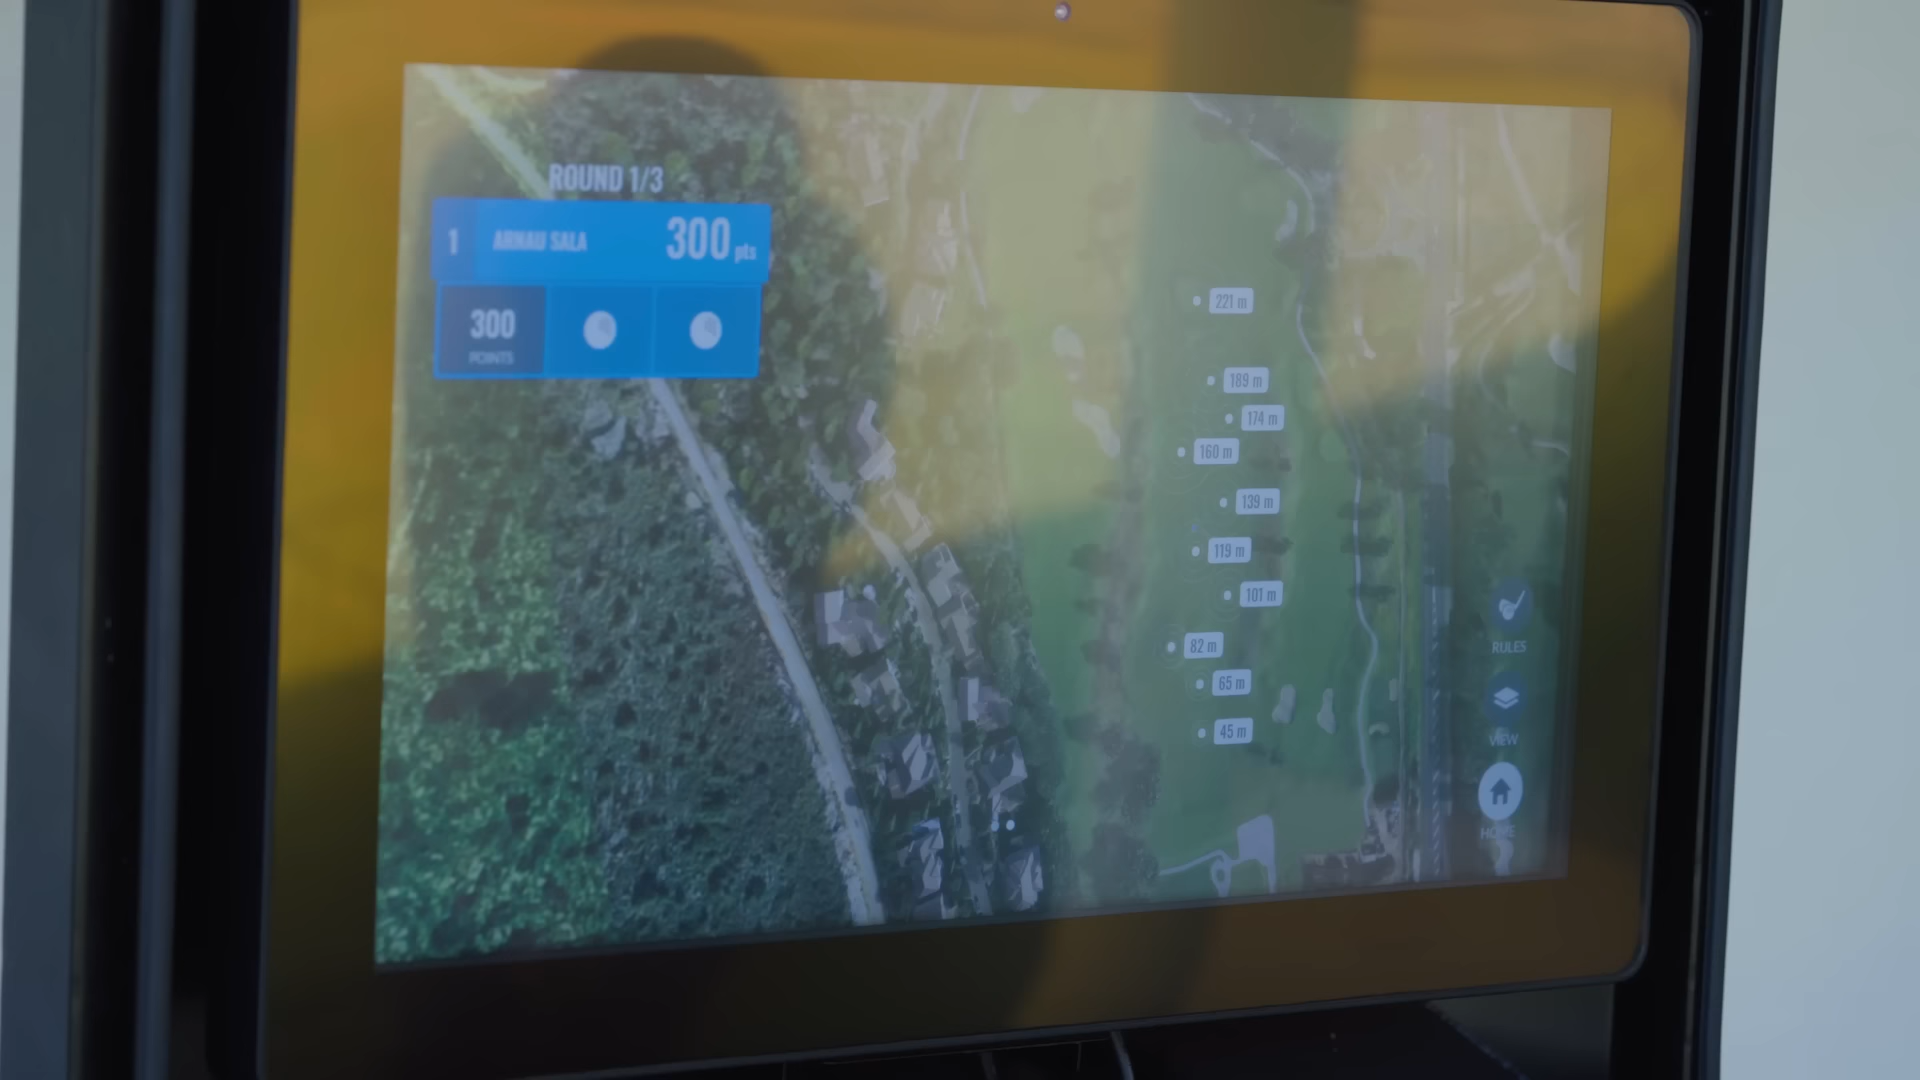 ROUND 1/3
1 ARNAU SALA 300 pts
300
POINTS
221 m
189 m
174 m
160 m
139 m
119 m
101 m
82 m
65 m
45 m
RULES
VIEW
HOME